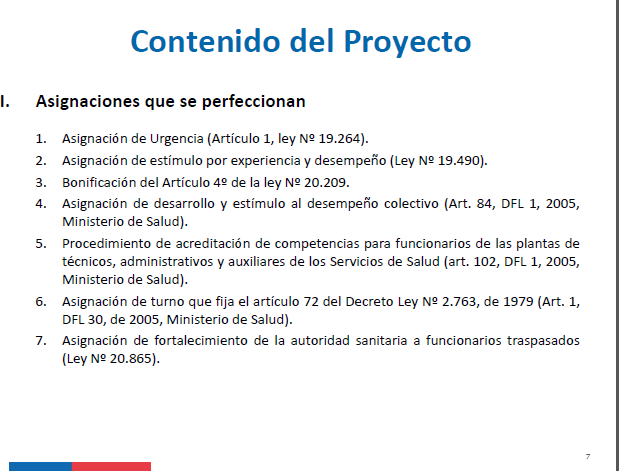 Contenido del Proyecto
I. Asignaciones que se perfeccionan
1. Asignación de Urgencia (Artículo 1, ley Nº 19.264).
2. Asignación de estímulo por experiencia y desempeño (Ley Nº 19.490).
3. Bonificación del Artículo 4º de la ley Nº 20.209.
4. Asignación de desarrollo y estímulo al desempeño colectivo (Art. 84, DFL 1, 2005,
Ministerio de Salud).
5. Procedimiento de acreditación de competencias para funcionarios de las plantas de
técnicos, administrativos y auxiliares de los Servicios de Salud (art. 102, DFL 1, 2005,
Ministerio de Salud).
6. Asignación de turno que fija el artículo 72 del Decreto Ley Nº 2.763, de 1979 (Art. 1,
DFL 30, de 2005, Ministerio de Salud).
7. Asignación de fortalecimiento de la autoridad sanitaria a funcionarios traspasados
(Ley Nº 20.865).
7